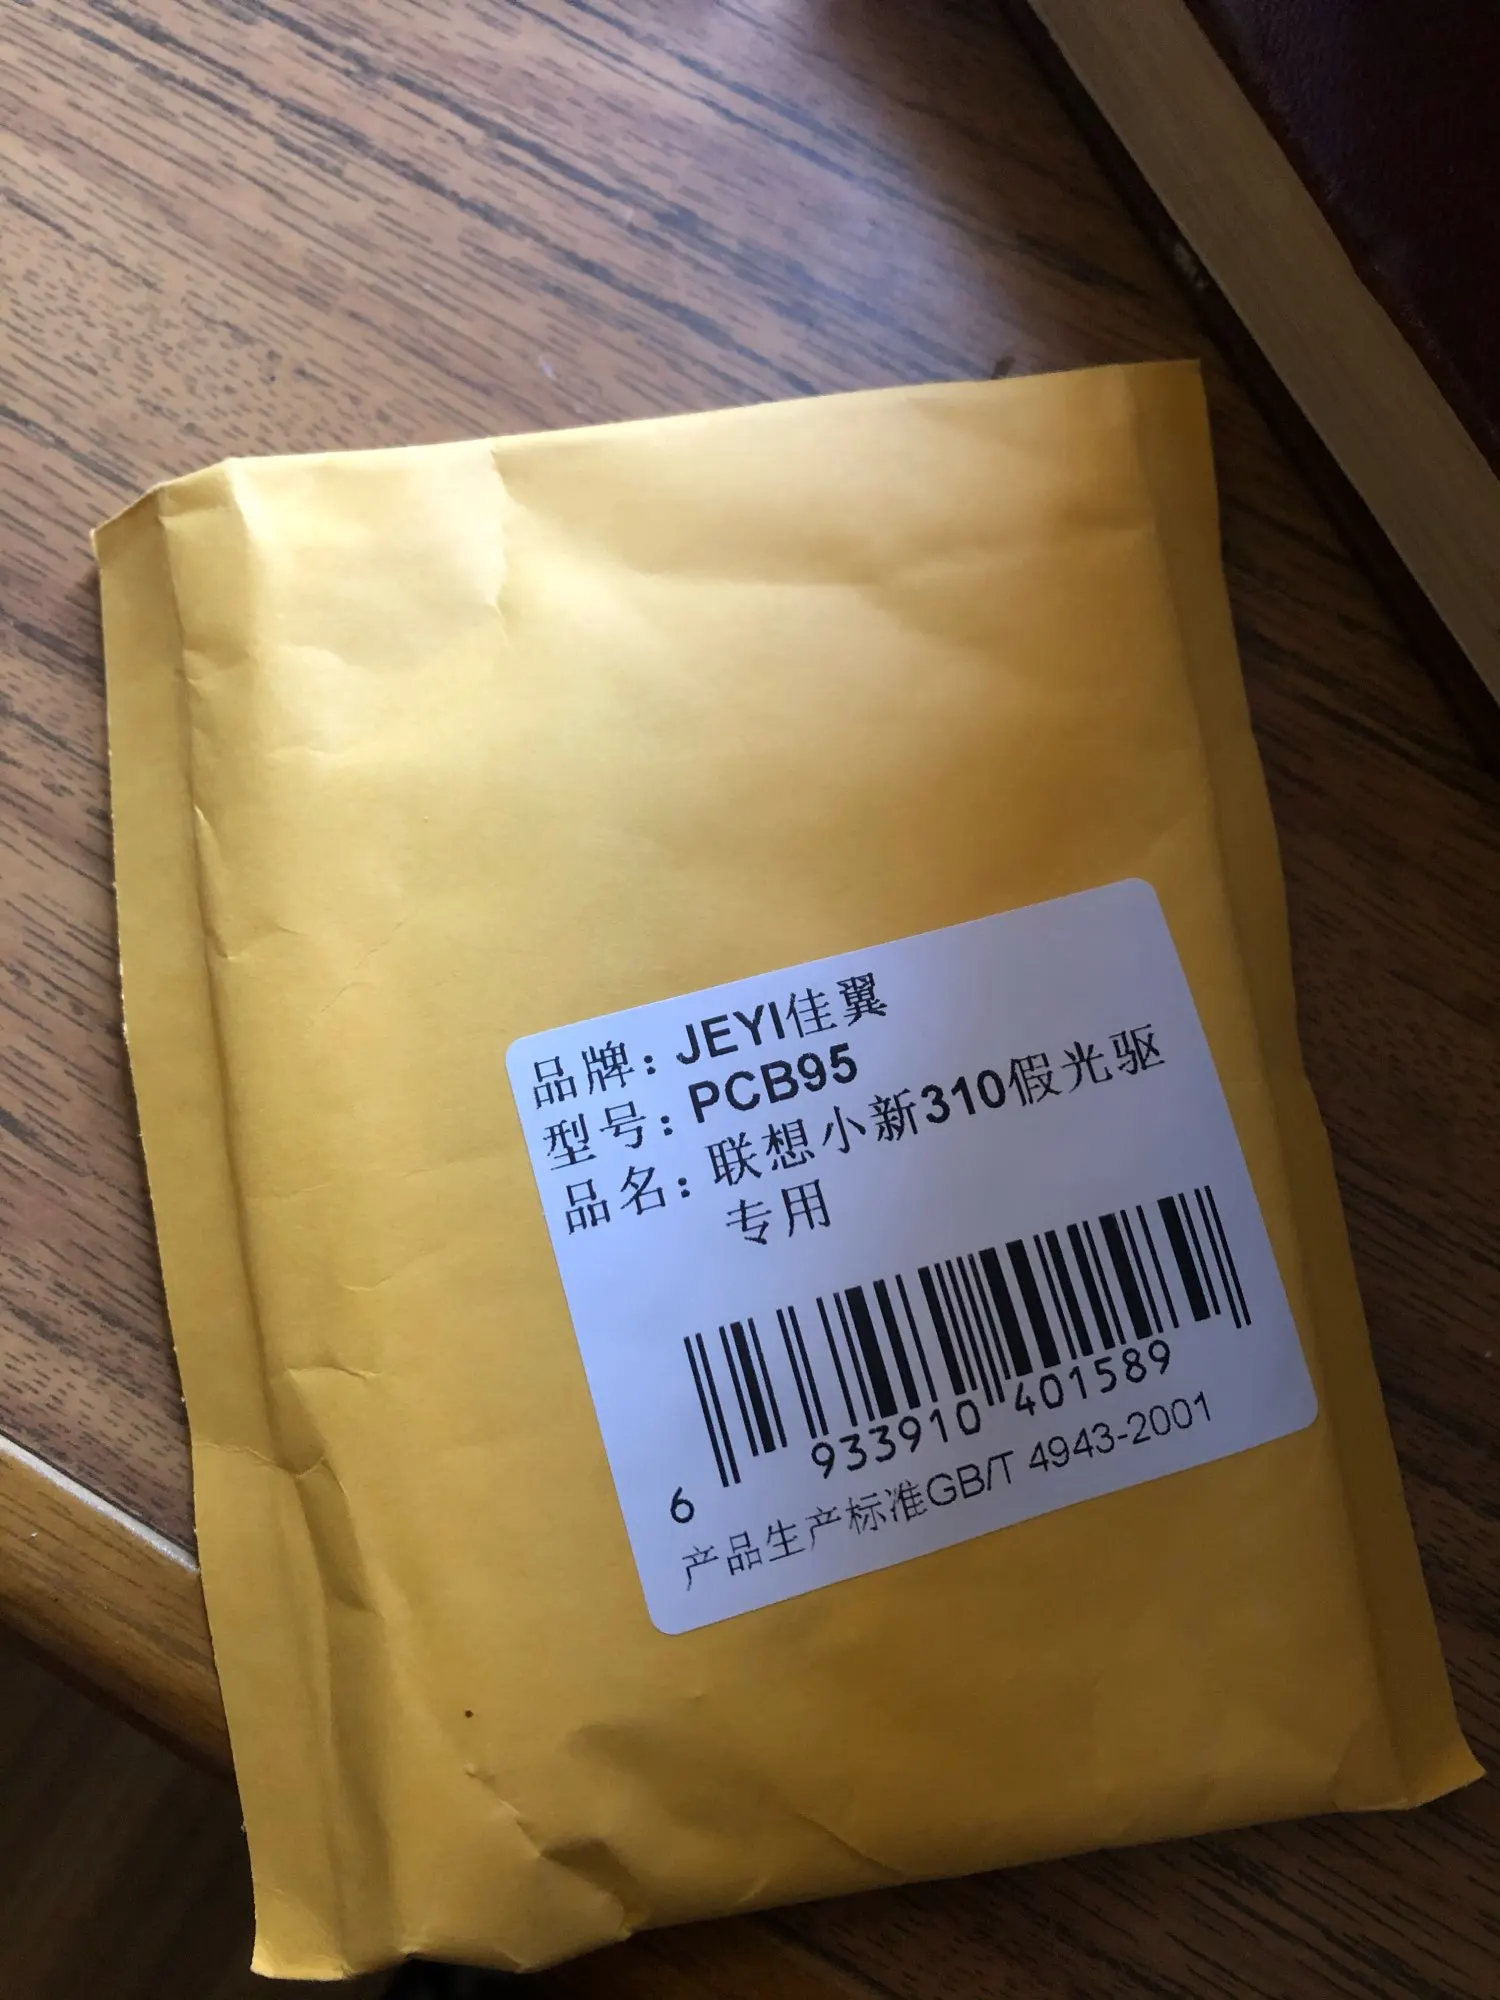 品牌：JEYI佳翼
型号：PCB95
品名：联想小新310假光驱
专用
6 933910 401589
产品生产标准GB/T 4943-2001